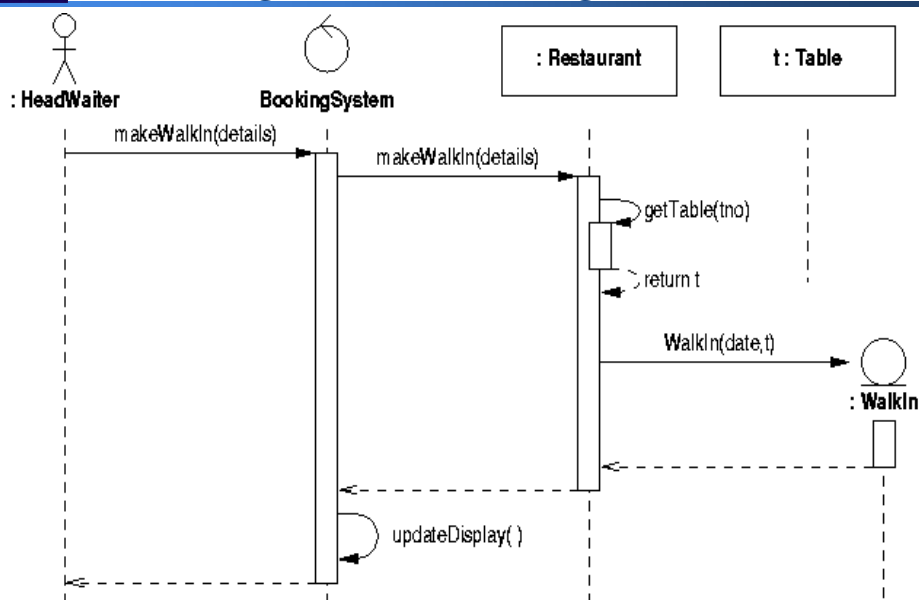 : HeadWaiter
BookingSystem
: Restaurant
t : Table
makeWalkIn(details)
makeWalkIn(details)
getTable(tno)
return t
WalkIn(date,t)
: WalkIn
updateDisplay( )